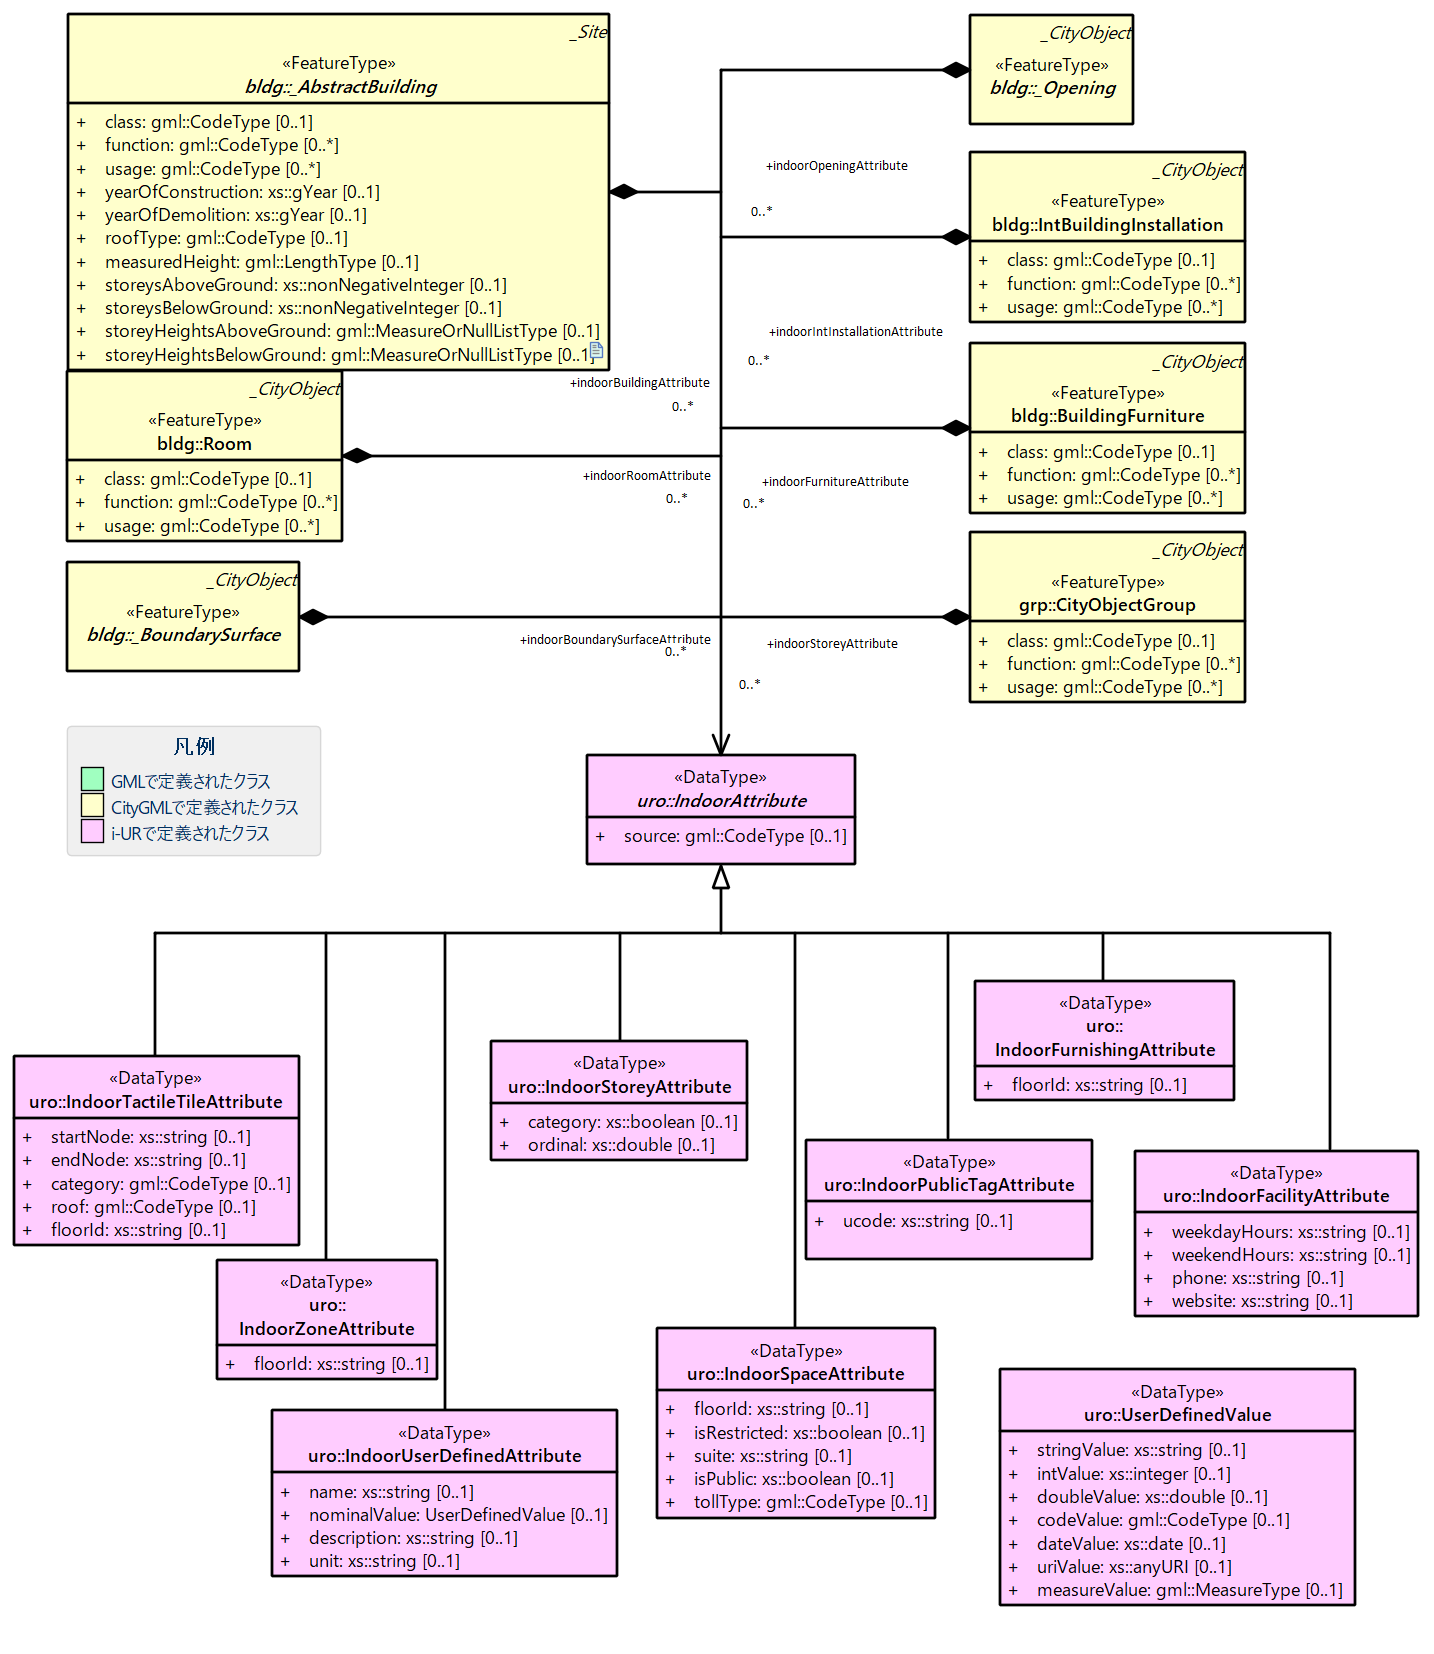 _Site
«FeatureType»
bldg::_AbstractBuilding
+ class: gml::CodeType [0..1]
+ function: gml::CodeType [0..*]
+ usage: gml::CodeType [0..*]
+ yearOfConstruction: xs::gYear [0..1]
+ yearOfDemolition: xs::gYear [0..1]
+ roofType: gml::CodeType [0..1]
+ measuredHeight: gml::LengthType [0..1]
+ storeysAboveGround: xs::nonNegativeInteger [0..1]
+ storeysBelowGround: xs::nonNegativeInteger [0..1]
+ storeyHeightsAboveGround: gml::MeasureOrNullListType [0..1]
+ storeyHeightsBelowGround: gml::MeasureOrNullListType [0..1]
_CityObject
«FeatureType»
bldg::_Opening
+indoorOpeningAttribute
0..*
_CityObject
«FeatureType»
bldg::IntBuildingInstallation
+ class: gml::CodeType [0..1]
+ function: gml::CodeType [0..*]
+ usage: gml::CodeType [0..*]
+indoorIntInstallationAttribute
0..*
+indoorBuildingAttribute
0..*
_CityObject
«FeatureType»
bldg::Room
+ class: gml::CodeType [0..1]
+ function: gml::CodeType [0..*]
+ usage: gml::CodeType [0..*]
+indoorRoomAttribute
0..*
_CityObject
«FeatureType»
bldg::BuildingFurniture
+ class: gml::CodeType [0..1]
+ function: gml::CodeType [0..*]
+ usage: gml::CodeType [0..*]
+indoorFurnitureAttribute
0..*
_CityObject
«FeatureType»
bldg::_BoundarySurface
+indoorBoundarySurfaceAttribute
0..*
_CityObject
«FeatureType»
grp::CityObjectGroup
+ class: gml::CodeType [0..1]
+ function: gml::CodeType [0..*]
+ usage: gml::CodeType [0..*]
+indoorStoreyAttribute
0..*
凡例
GMLで定義されたクラス
CityGMLで定義されたクラス
i-URで定義されたクラス
«DataType»
uro::IndoorAttribute
+ source: gml::CodeType [0..1]
«DataType»
uro::IndoorTactileTileAttribute
+ startNode: xs::string [0..1]
+ endNode: xs::string [0..1]
+ category: gml::CodeType [0..1]
+ roof: gml::CodeType [0..1]
+ floorId: xs::string [0..1]
«DataType»
uro::
IndoorZoneAttribute
+ floorId: xs::string [0..1]
«DataType»
uro::IndoorUserDefinedAttribute
+ name: xs::string [0..1]
+ nominalValue: UserDefinedValue [0..1]
+ description: xs::string [0..1]
+ unit: xs::string [0..1]
«DataType»
uro::IndoorStoreyAttribute
+ category: xs::boolean [0..1]
+ ordinal: xs::double [0..1]
«DataType»
uro::IndoorSpaceAttribute
+ floorId: xs::string [0..1]
+ isRestricted: xs::boolean [0..1]
+ suite: xs::string [0..1]
+ isPublic: xs::boolean [0..1]
+ tollType: gml::CodeType [0..1]
«DataType»
uro::IndoorPublicTagAttribute
+ ucode: xs::string [0..1]
«DataType»
uro::
IndoorFurnishingAttribute
+ floorId: xs::string [0..1]
«DataType»
uro::IndoorFacilityAttribute
+ weekdayHours: xs::string [0..1]
+ weekendHours: xs::string [0..1]
+ phone: xs::string [0..1]
+ website: xs::string [0..1]
«DataType»
uro::UserDefinedValue
+ stringValue: xs::string [0..1]
+ intValue: xs::integer [0..1]
+ doubleValue: xs::double [0..1]
+ codeValue: gml::CodeType [0..1]
+ dateValue: xs::date [0..1]
+ uriValue: xs::anyURI [0..1]
+ measureValue: gml::MeasureType [0..1]